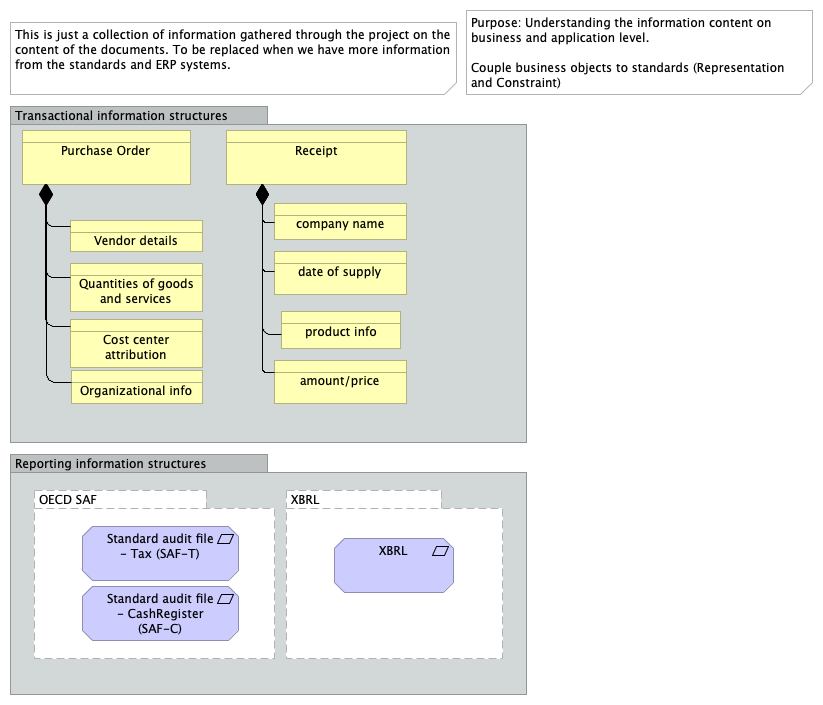 This is just a collection of information gathered through the project on the
content of the documents. To be replaced when we have more information
from the standards and ERP systems.
Purpose: Understanding the information content on
business and application level.
Couple business objects to standards (Representation
and Constraint)
Transactional information structures
Purchase Order
Receipt
Vendor details
Quantities of goods
and services
Cost center
attribution
Organizational info
company name
date of supply
product info
amount/price
Reporting information structures
OECD SAF
Standard audit file
- Tax (SAF-T)
Standard audit file
- CashRegister
(SAF-C)
XBRL
XBRL